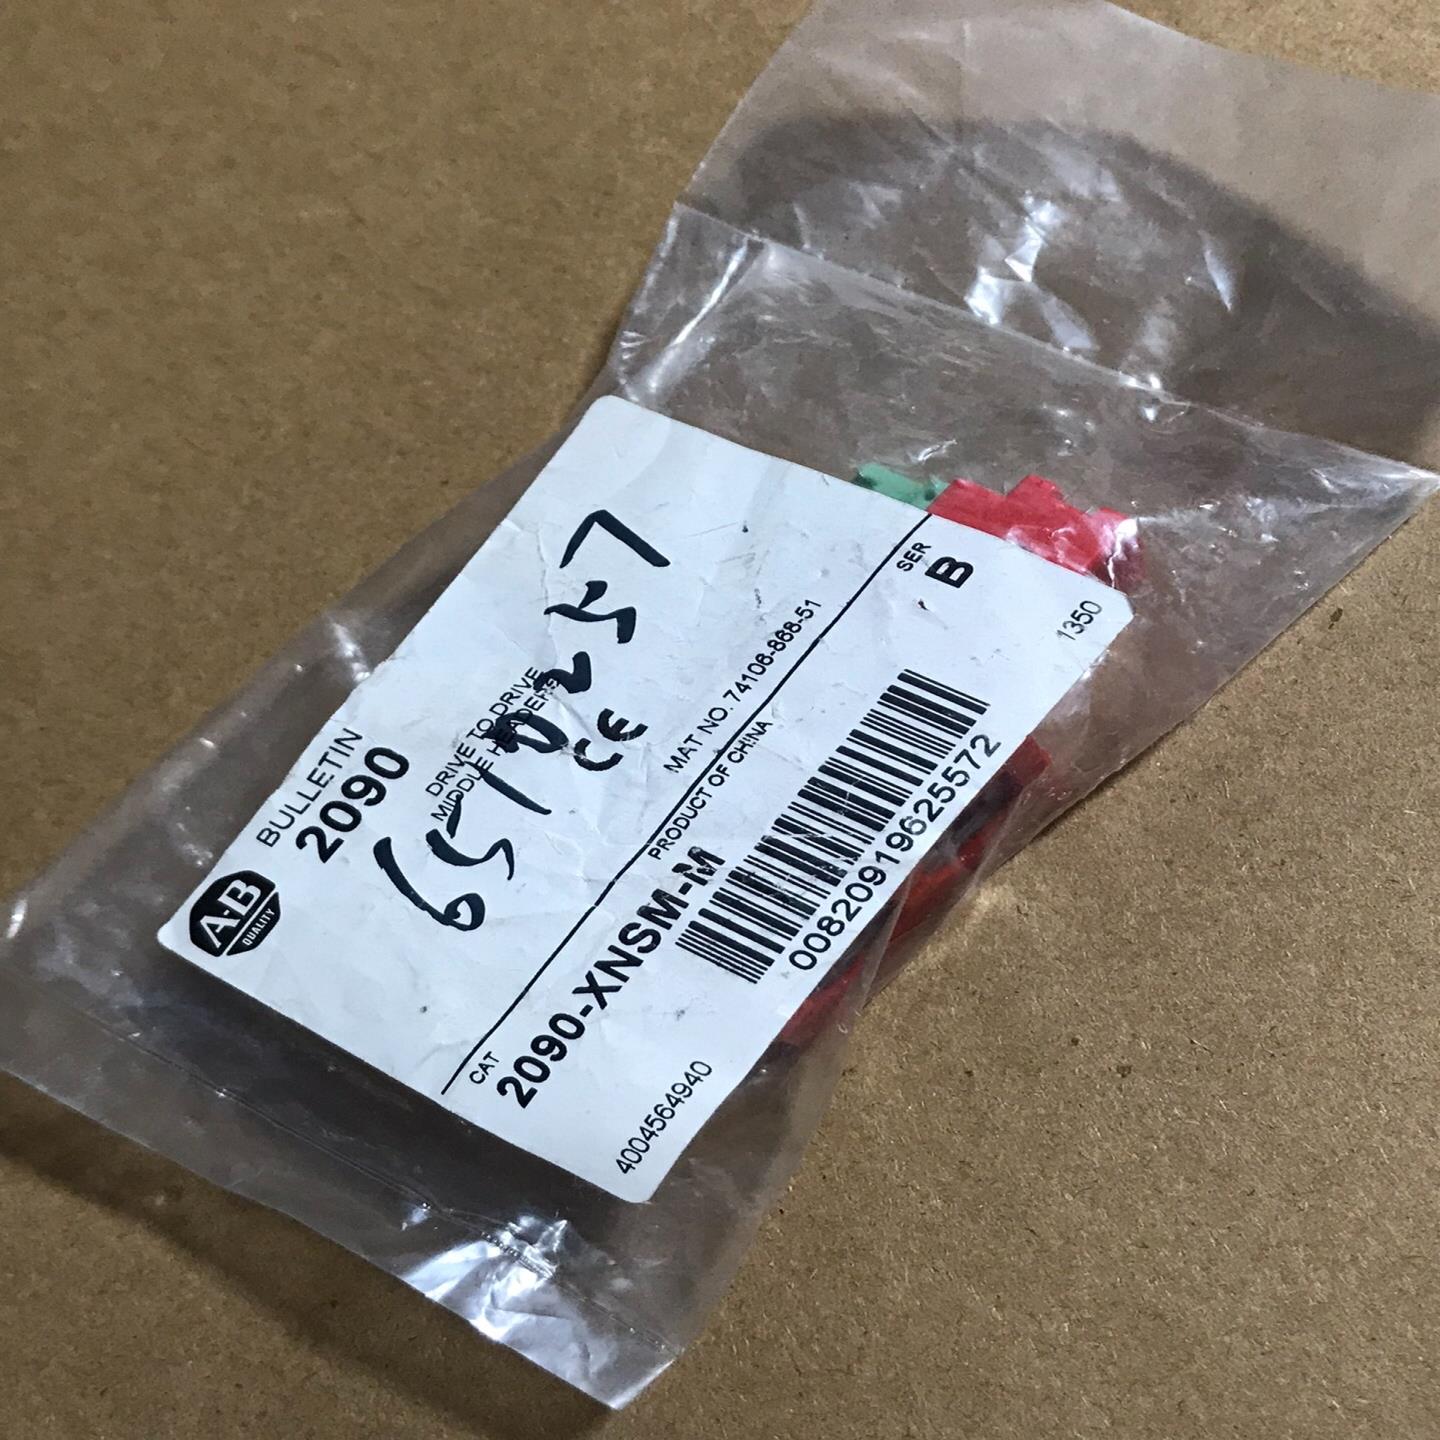 A-B
QUALITY
BULLETIN
2090
DRIVE TO DRIVE
MIDDLE HEADERS
6570257
CE
MAT NO. 74106-868-51
PRODUCT OF CHINA
CAT
2090-XNSM-M
SER
B
00820919625572
4004564940
1350